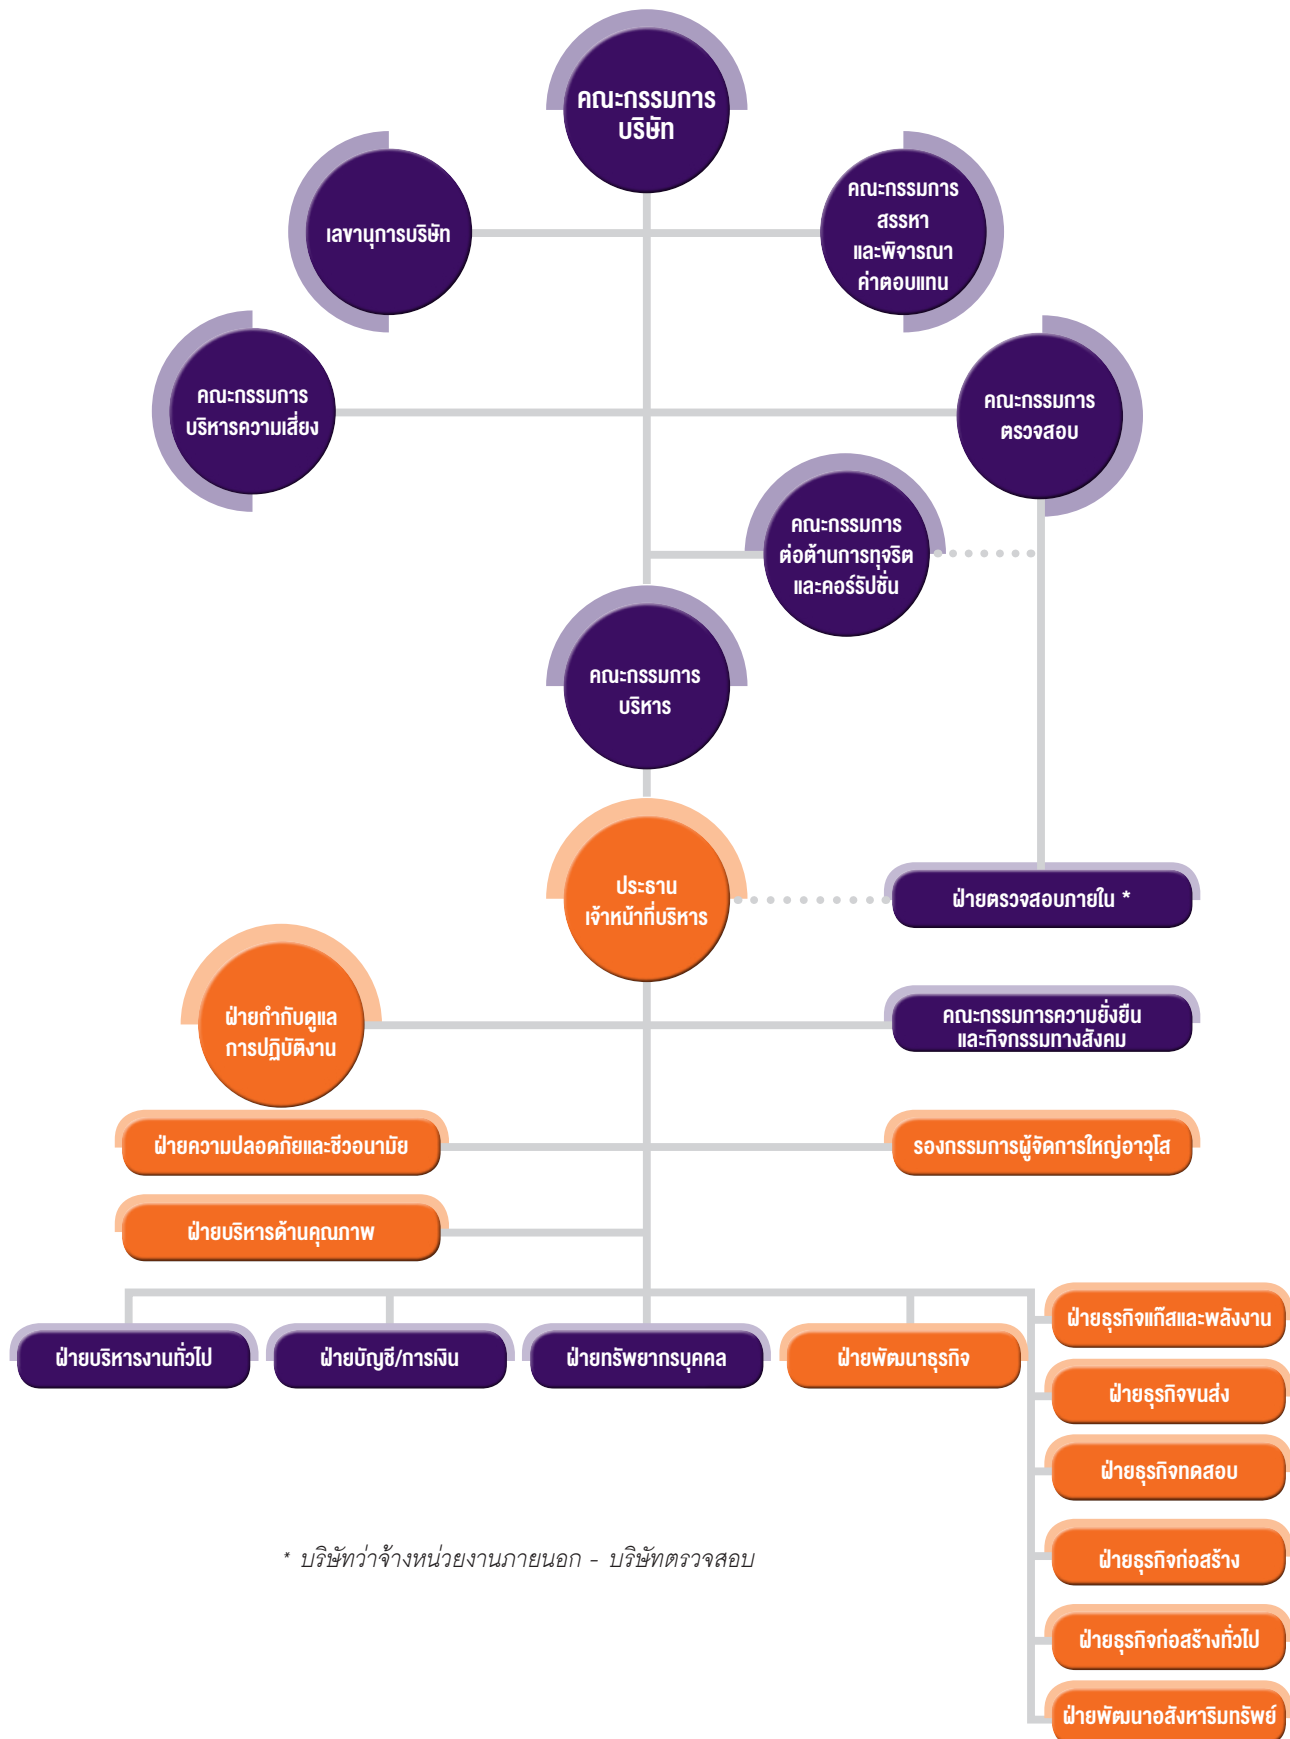 คณะกรรมการ
บริษัท
เลขานุการบริษัท
คณะกรรมการ
สรรหา
และพิจารณา
ค่าตอบแทน
คณะกรรมการ
บริหารความเสี่ยง
คณะกรรมการ
ตรวจสอบ
คณะกรรมการ
ต่อต้านการทุจริต
และคอร์รัปชั่น
คณะกรรมการ
บริหาร
ประธาน
เจ้าหน้าที่บริหาร
ฝ่ายตรวจสอบภายใน *
ฝ่ายกำกับดูแล
การปฏิบัติงาน
คณะกรรมการความยั่งยืน
และกิจกรรมทางสังคม
ฝ่ายความปลอดภัยและชีวอนามัย
รองกรรมการผู้จัดการใหญ่อาวุโส
ฝ่ายบริหารด้านคุณภาพ
ฝ่ายบริหารงานทั่วไป
ฝ่ายบัญชี/การเงิน
ฝ่ายทรัพยากรบุคคล
ฝ่ายพัฒนาธุรกิจ
ฝ่ายธุรกิจแก๊สและพลังงาน
ฝ่ายธุรกิจขนส่ง
ฝ่ายธุรกิจทดสอบ
ฝ่ายธุรกิจก่อสร้าง
ฝ่ายธุรกิจก่อสร้างทั่วไป
ฝ่ายพัฒนาอสังหาริมทรัพย์
* บริษัทว่าจ้างหน่วยงานภายนอก - บริษัทตรวจสอบ